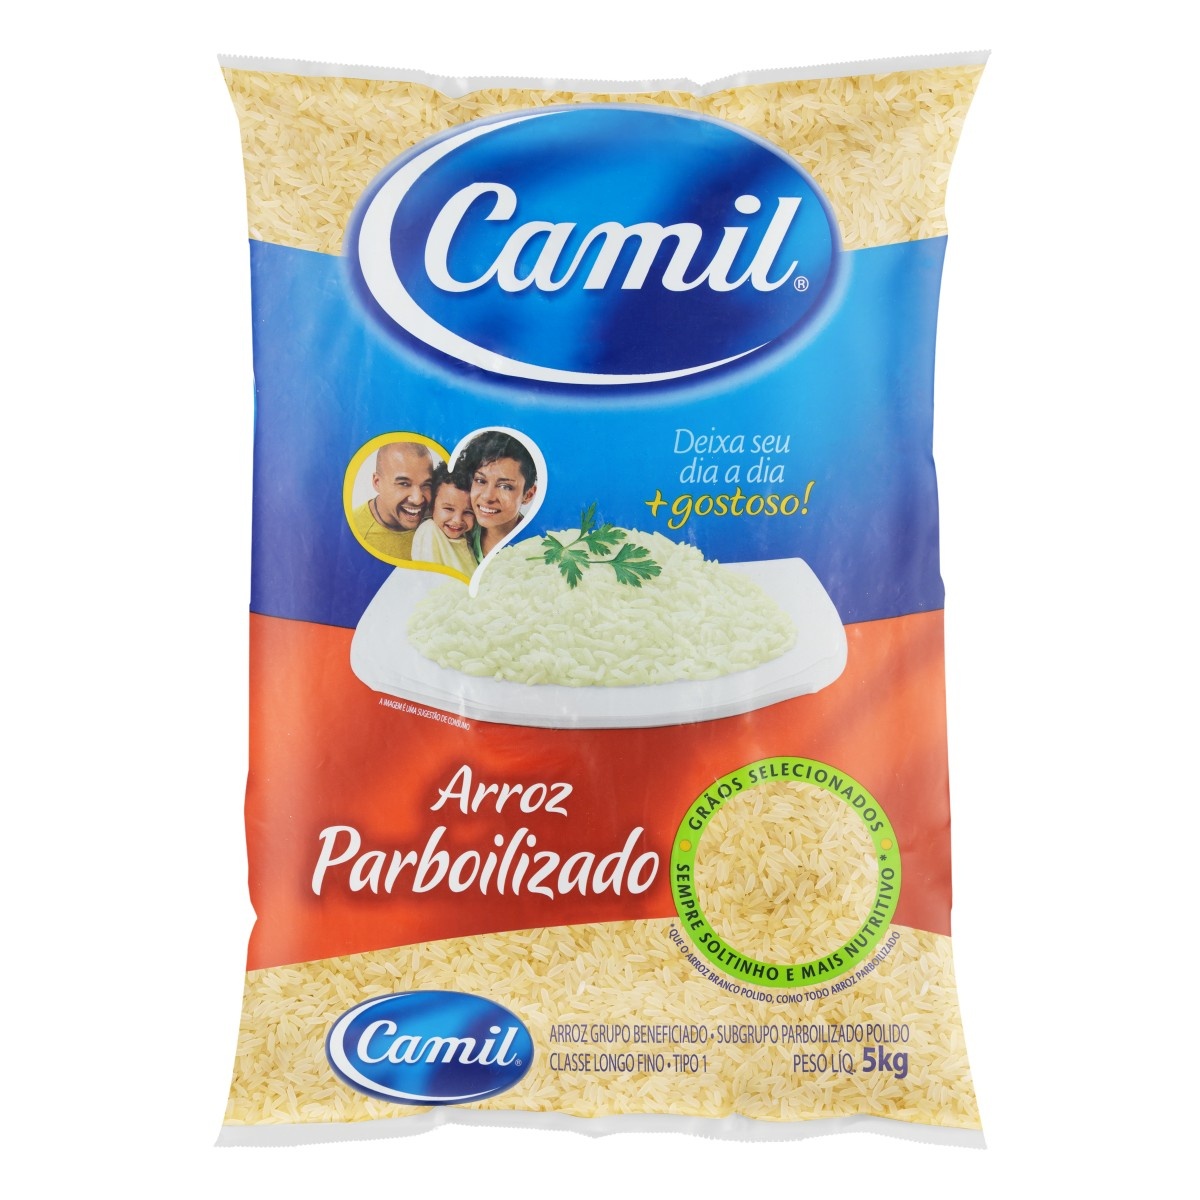 Camil®
Deixa seu
dia a dia
+gostoso!
A IMAGEM É UMA SUGESTÃO DE CONSUMO
Arroz
Parboilizado
GRÃOS SELECIONADOS
SEMPRE SOLTINHO E MAIS NUTRITIVO*
*QUE O ARROZ BRANCO POLIDO, COMO TODO ARROZ PARBOILIZADO
Camil®
ARROZ GRUPO BENEFICIADO • SUBGRUPO PARBOILIZADO POLIDO
CLASSE LONGO FINO • TIPO 1 PESO LÍQ. 5kg